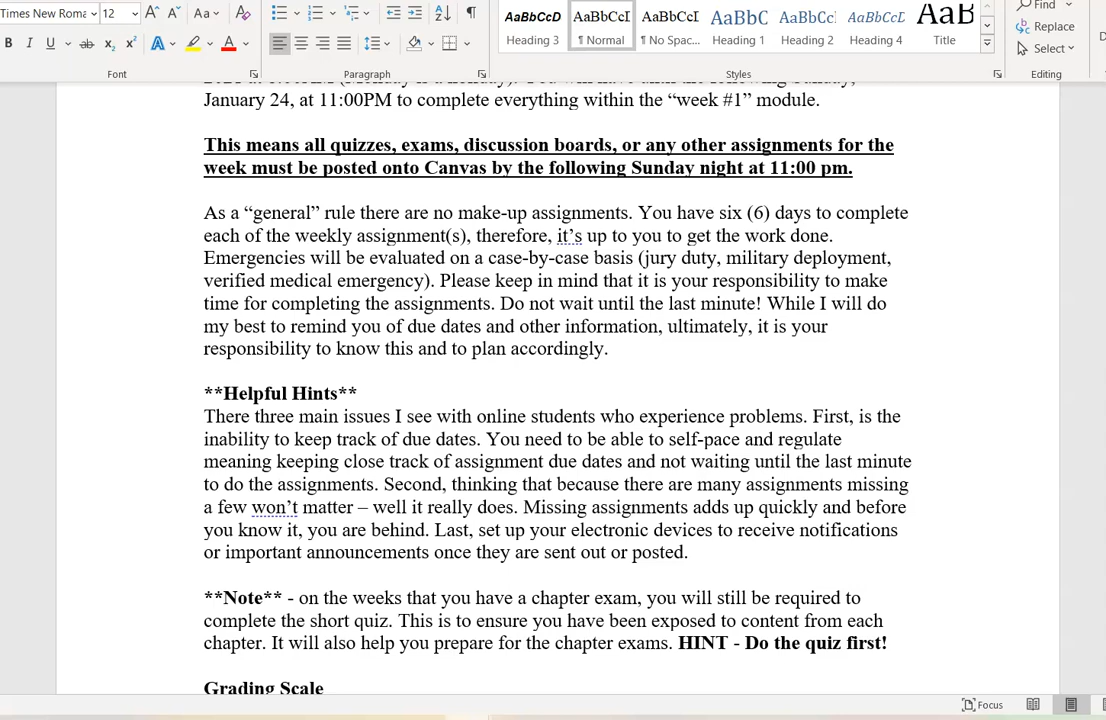 Times New Roma 12 Aa
B I U ab x₂ x² A A
Font
Paragraph
AaBbCcD AaBbCcI AaBbCcI AaBbC AaBbCc AaBbCcD AaB
Heading 3 ¶ Normal ¶ No Spac... Heading 1 Heading 2 Heading 4 Title
Styles
Find
Replace
Select
Editing
January 24, at 11:00PM to complete everything within the “week #1” module.
This means all quizzes, exams, discussion boards, or any other assignments for the
week must be posted onto Canvas by the following Sunday night at 11:00 pm.
As a “general” rule there are no make-up assignments. You have six (6) days to complete
each of the weekly assignment(s), therefore, it’s up to you to get the work done.
Emergencies will be evaluated on a case-by-case basis (jury duty, military deployment,
verified medical emergency). Please keep in mind that it is your responsibility to make
time for completing the assignments. Do not wait until the last minute! While I will do
my best to remind you of due dates and other information, ultimately, it is your
responsibility to know this and to plan accordingly.
**Helpful Hints**
There three main issues I see with online students who experience problems. First, is the
inability to keep track of due dates. You need to be able to self-pace and regulate
meaning keeping close track of assignment due dates and not waiting until the last minute
to do the assignments. Second, thinking that because there are many assignments missing
a few won’t matter – well it really does. Missing assignments adds up quickly and before
you know it, you are behind. Last, set up your electronic devices to receive notifications
or important announcements once they are sent out or posted.
**Note** - on the weeks that you have a chapter exam, you will still be required to
complete the short quiz. This is to ensure you have been exposed to content from each
chapter. It will also help you prepare for the chapter exams. HINT - Do the quiz first!
Grading Scale
Focus